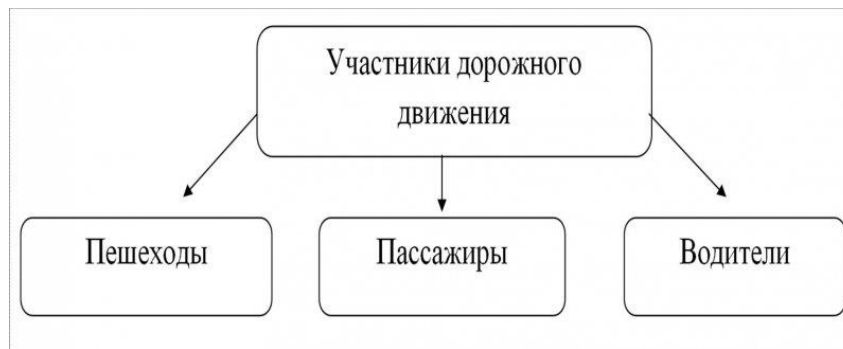 Участники дорожного
движения
Пешеходы
Пассажиры
Водители